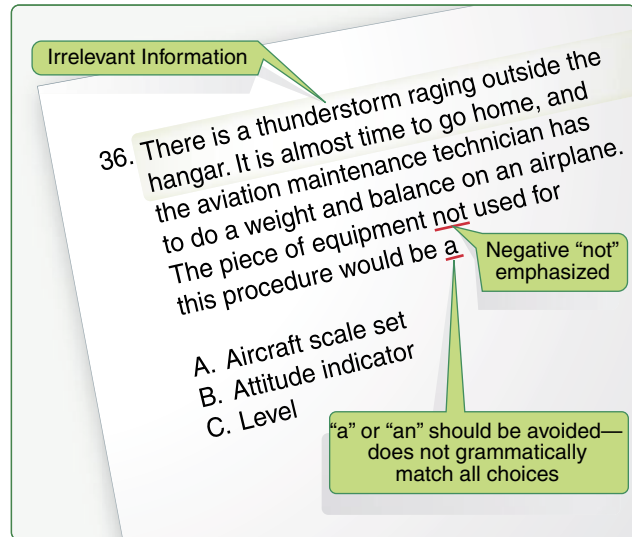 Irrelevant Information
36. There is a thunderstorm raging outside the
hangar. It is almost time to go home, and
the aviation maintenance technician has
to do a weight and balance on an airplane.
The piece of equipment not used for
this procedure would be a
Negative “not”
emphasized
A. Aircraft scale set
B. Attitude indicator
C. Level
“a” or “an” should be avoided—
does not grammatically
match all choices